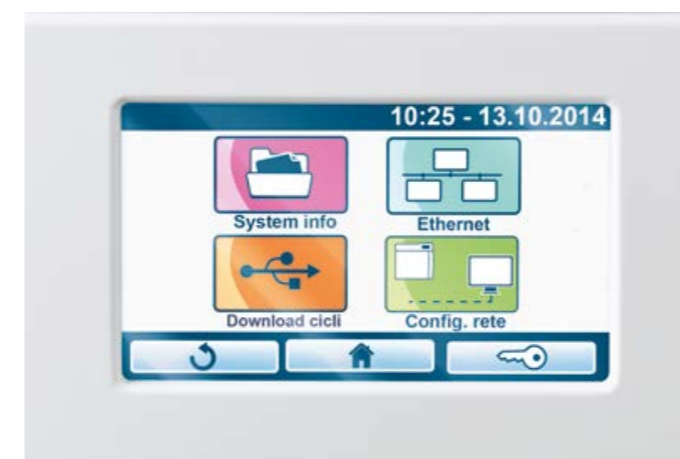 10:25 - 13.10.2014
System info
Ethernet
Download cicli
Config. rete